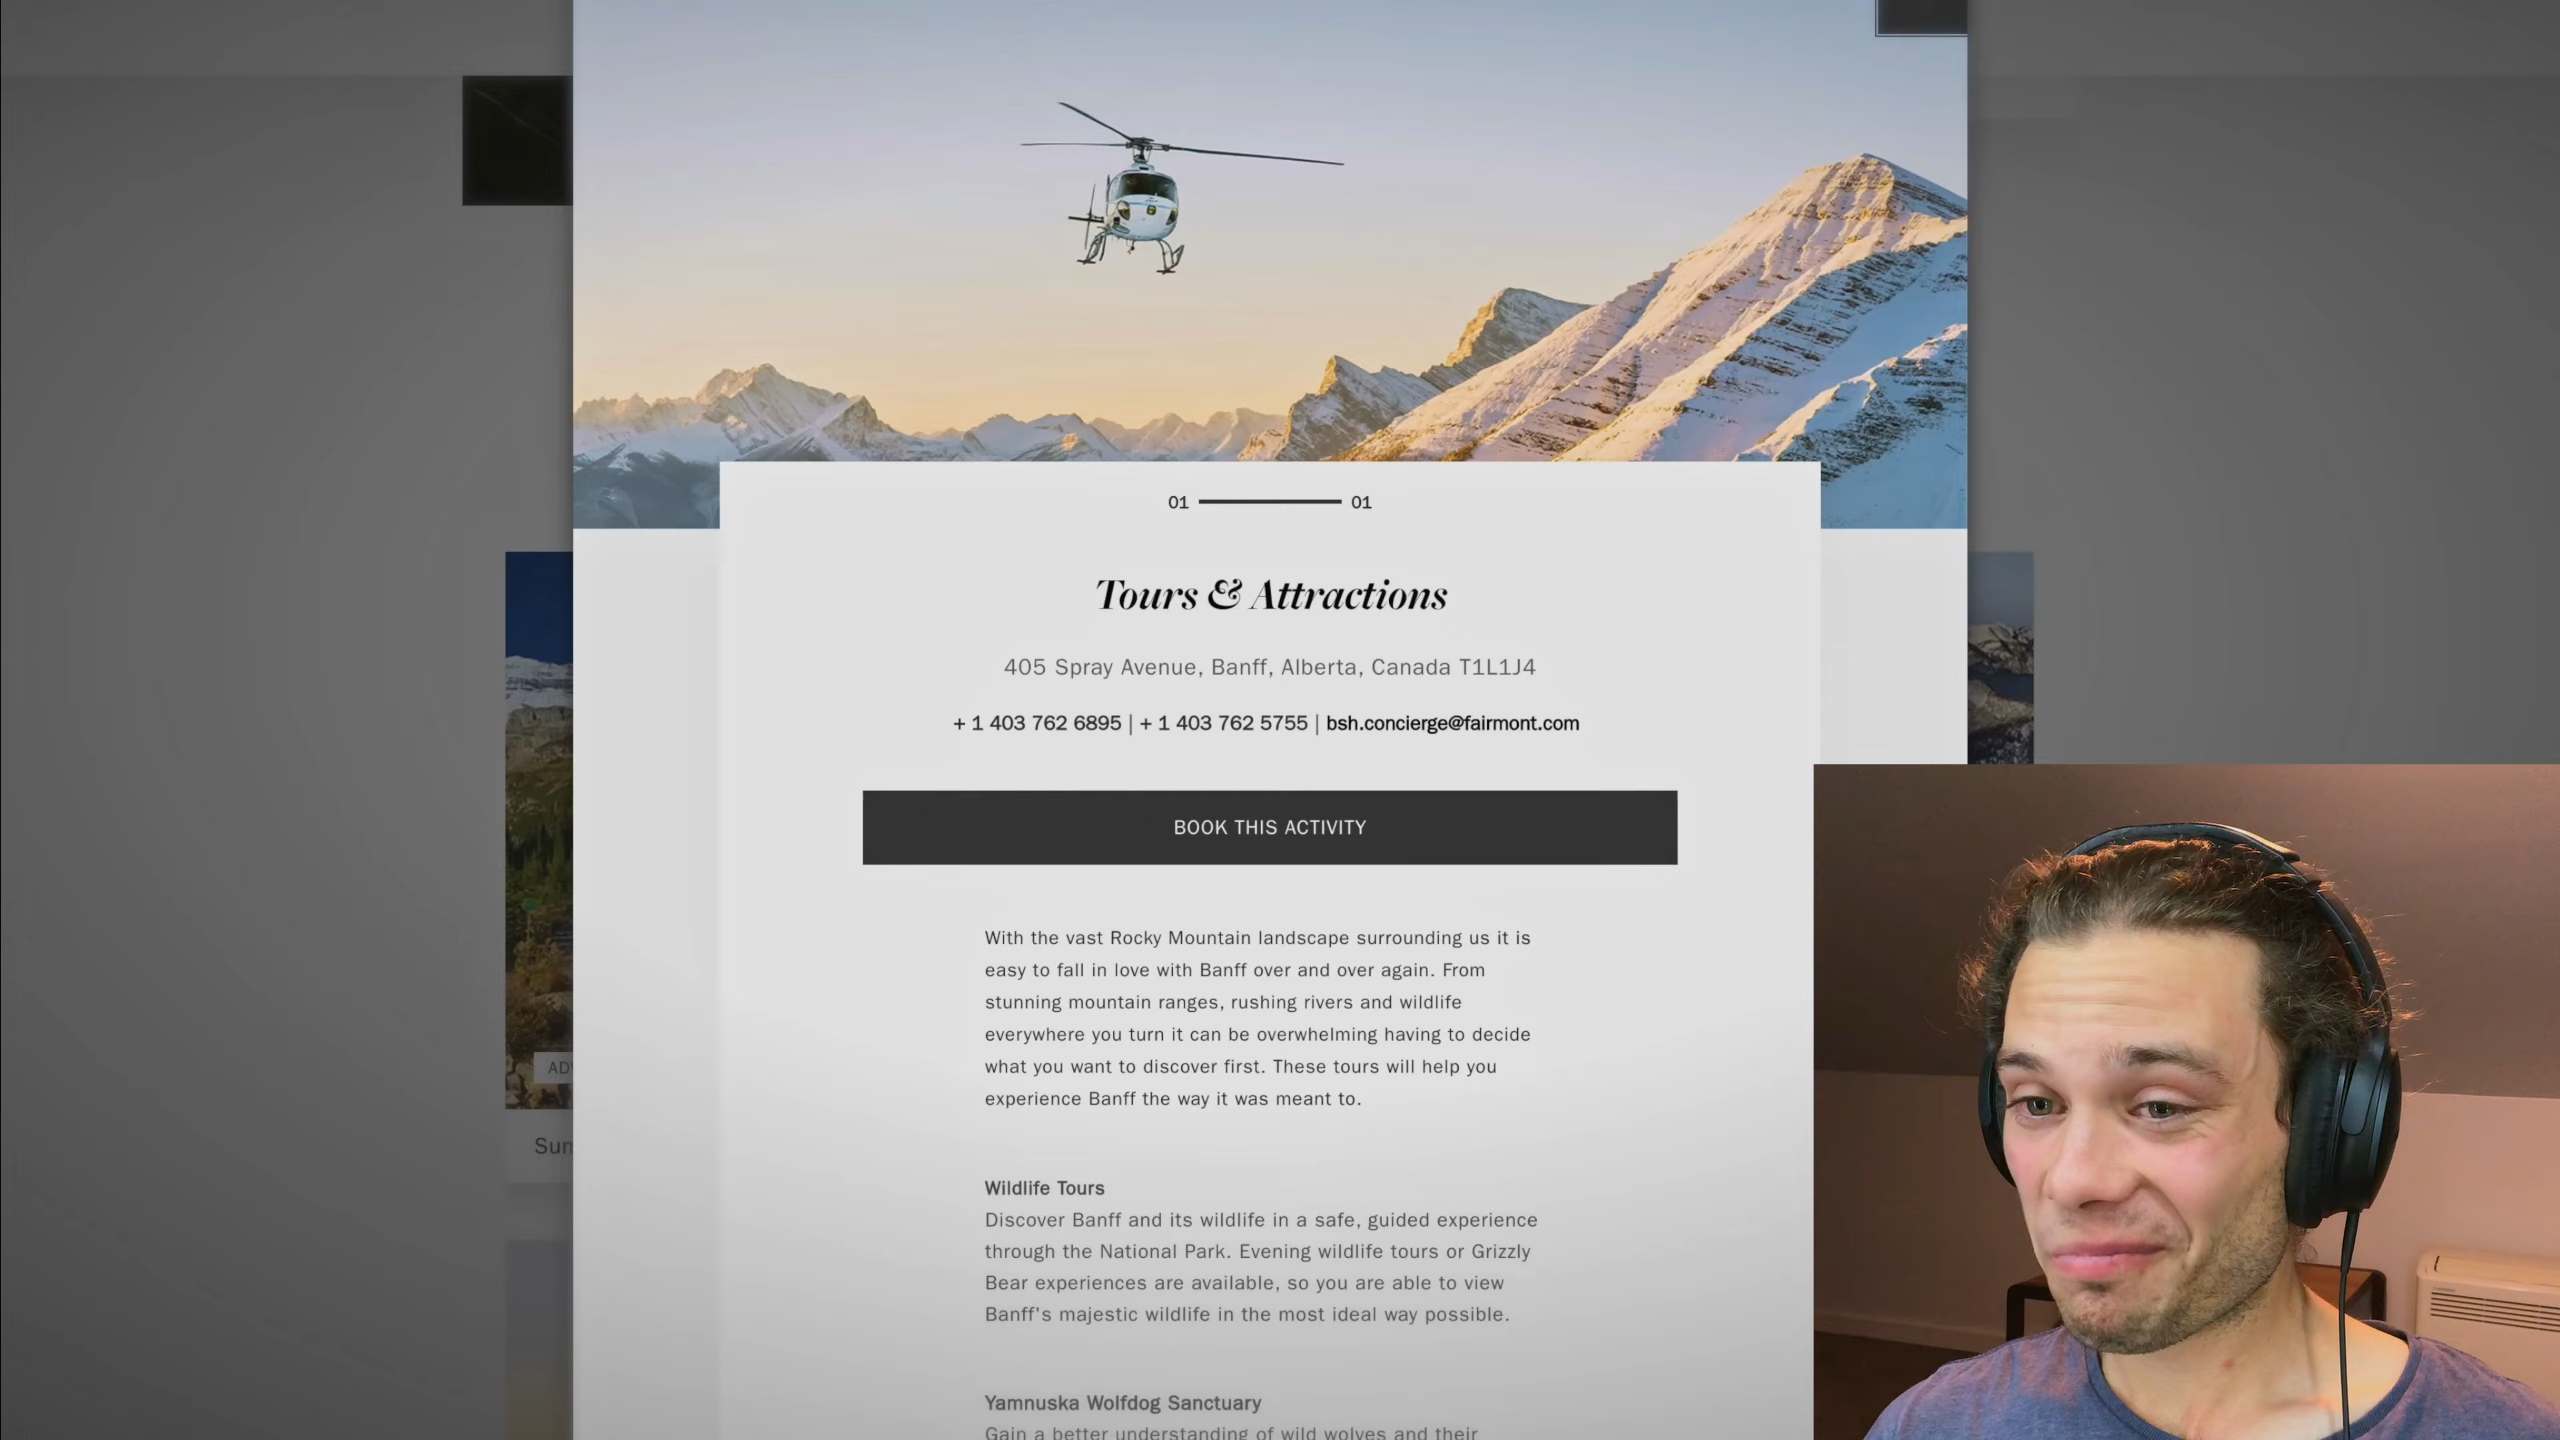 01 01
Tours & Attractions
405 Spray Avenue, Banff, Alberta, Canada T1L1J4
+ 1 403 762 6895 | + 1 403 762 5755 | bsh.concierge@fairmont.com
BOOK THIS ACTIVITY
With the vast Rocky Mountain landscape surrounding us it is
easy to fall in love with Banff over and over again. From
stunning mountain ranges, rushing rivers and wildlife
everywhere you turn it can be overwhelming having to decide
what you want to discover first. These tours will help you
experience Banff the way it was meant to.
AD
Sun
Wildlife Tours
Discover Banff and its wildlife in a safe, guided experience
through the National Park. Evening wildlife tours or Grizzly
Bear experiences are available, so you are able to view
Banff's majestic wildlife in the most ideal way possible.
Yamnuska Wolfdog Sanctuary
Gain a better understanding of wild wolves and their